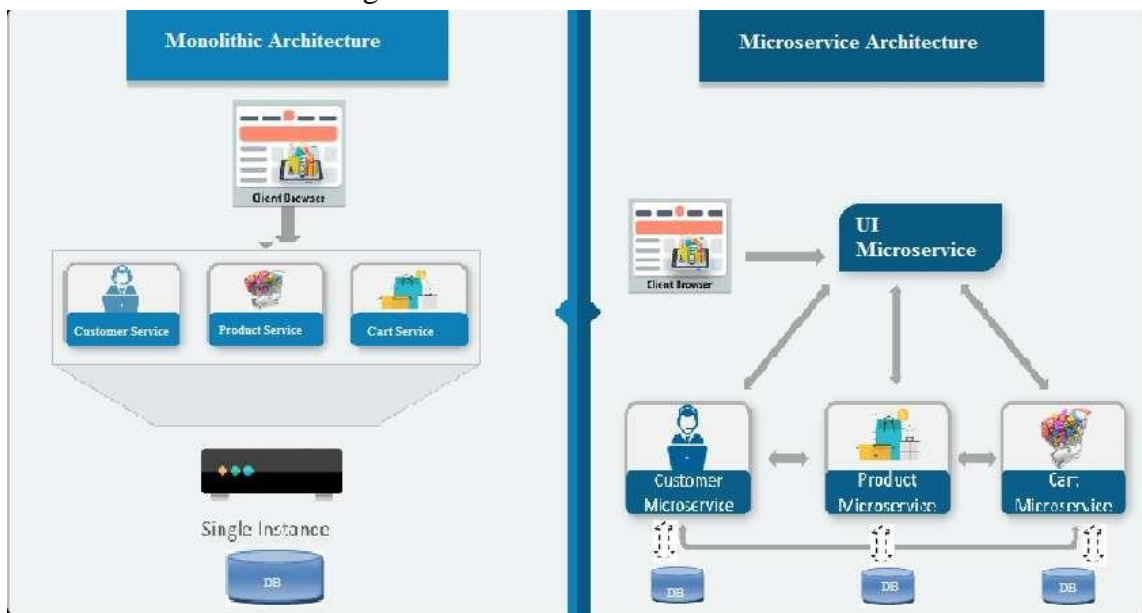 Monolithic Architecture
Client Browser
Customer Service
Product Service
Cart Service
Single Instance
DB
Microservice Architecture
Client Browser
UI
Microservice
Customer
Microservice
Product
Microservice
Cart
Microservice
DB
DB
DB